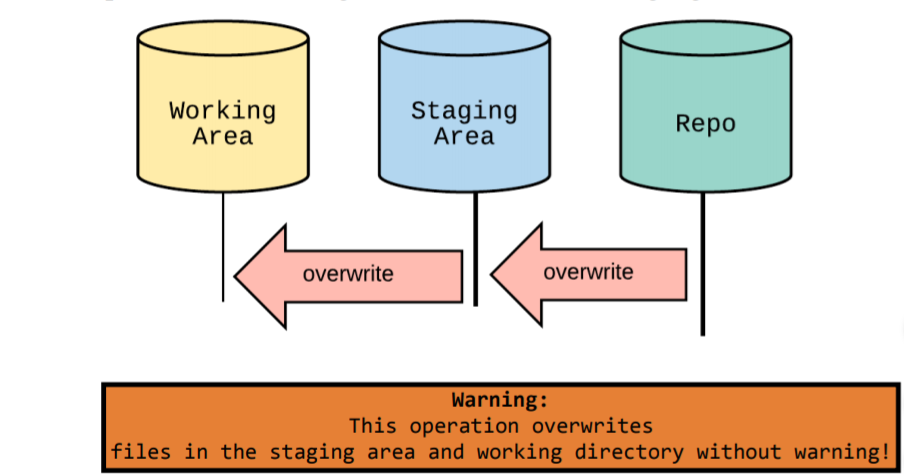 Working
Area
Staging
Area
Repo
overwrite
overwrite
Warning:
This operation overwrites
files in the staging area and working directory without warning!